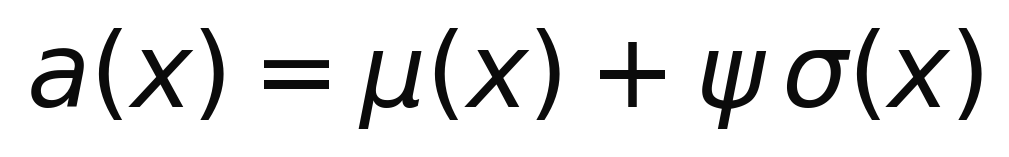 a(x) = μ(x) + ψσ(x)